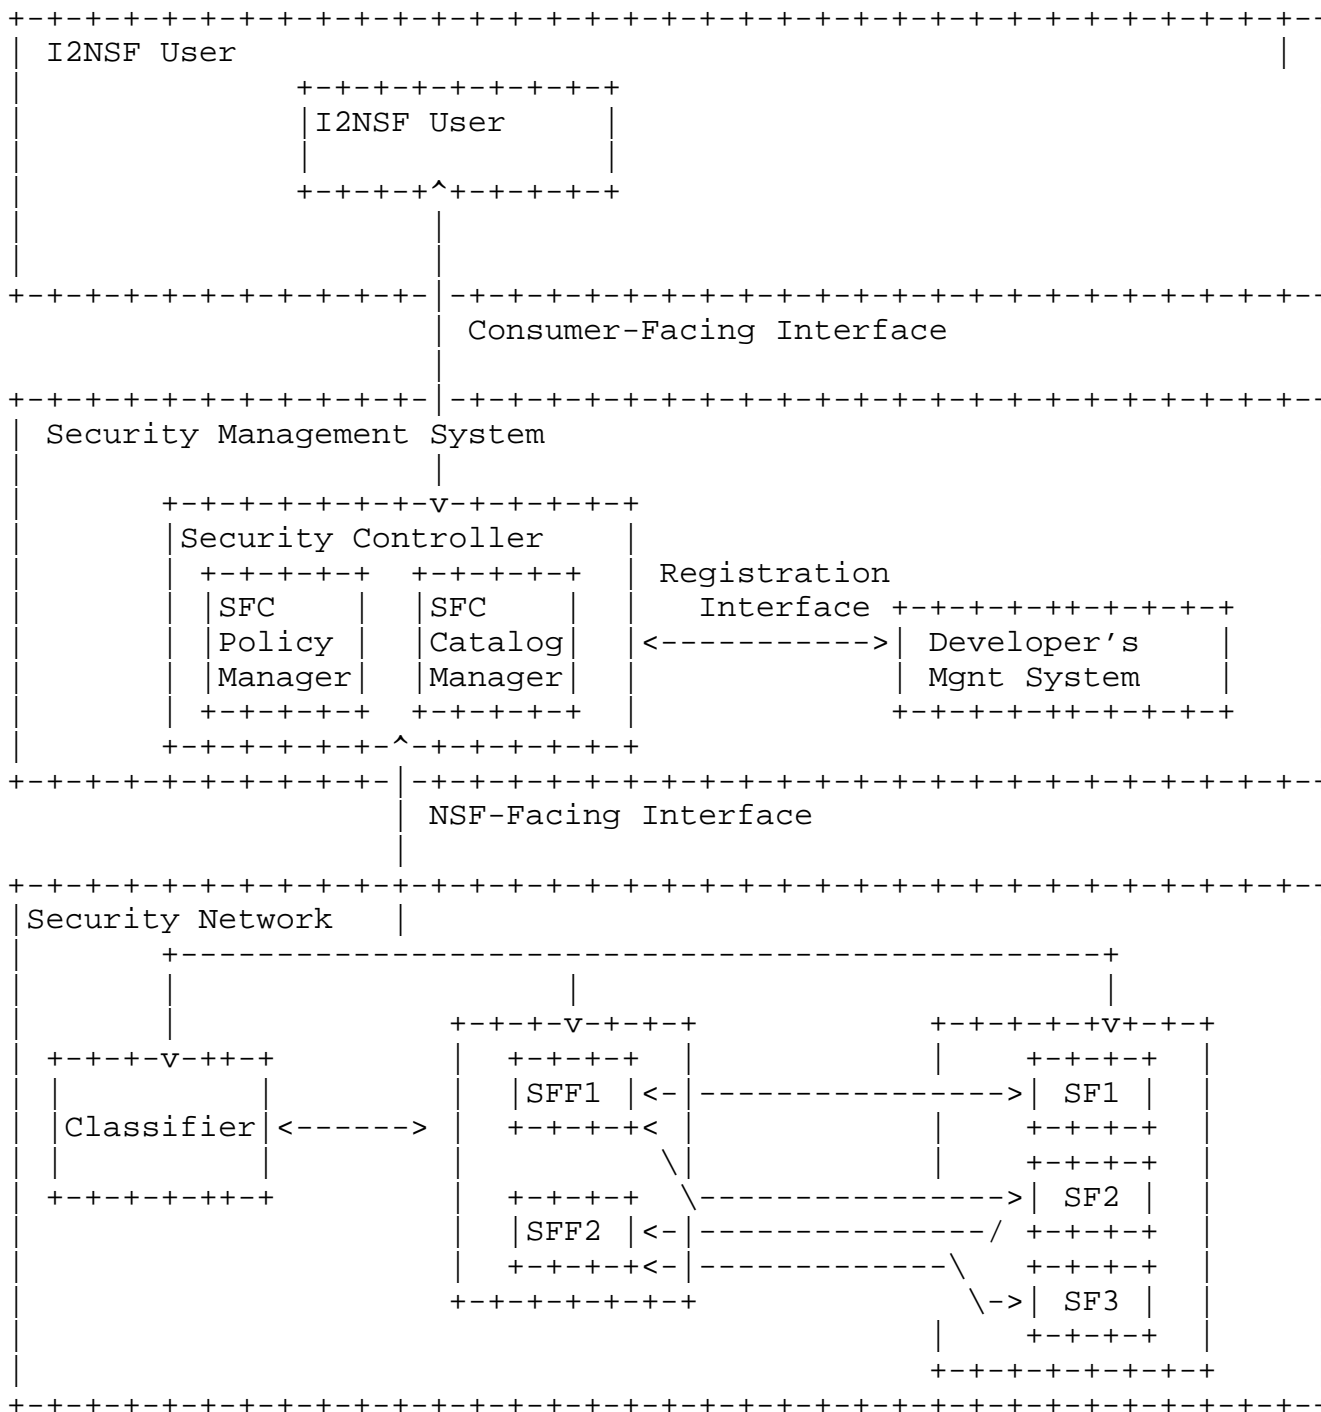 I2NSF User
I2NSF User
Consumer-Facing Interface
Security Management System
Security Controller
Registration
SFC SFC Interface
Policy Catalog Developer's
Manager Manager Mgnt System
NSF-Facing Interface
Security Network
SFF1 SF1
Classifier
SFF2 SF2
SF3